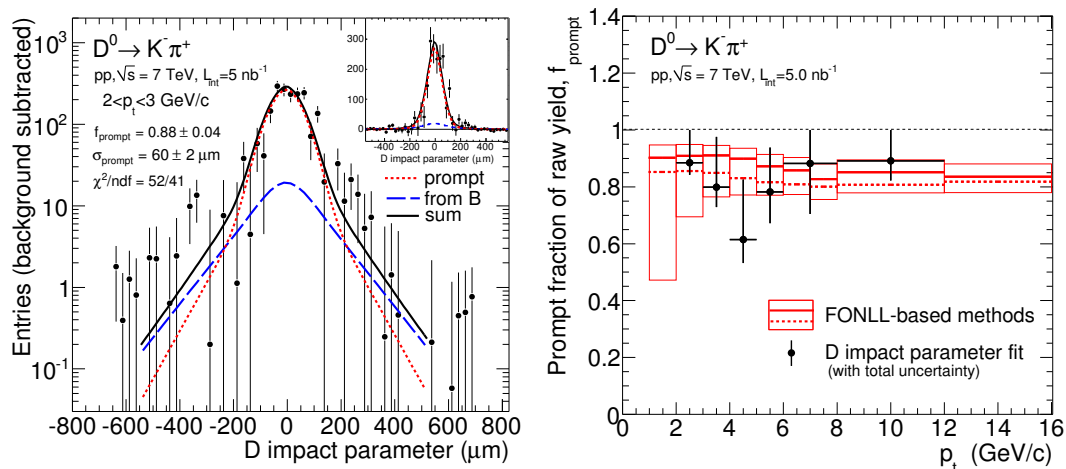 Entries (background subtracted)
10³
10²
10
1
10⁻¹
D⁰→ K⁻π⁺
pp,√s = 7 TeV, L_int=5 nb⁻¹
2<p_t<3 GeV/c
f_prompt = 0.88 ± 0.04
σ_prompt = 60 ± 2 μm
χ²/ndf = 52/41
300
200
100
0
-400 -200 0 200 400
D impact parameter (μm)
prompt
from B
sum
-800 -600 -400 -200 0 200 400 600 800
D impact parameter (μm)
Prompt fraction of raw yield, f_prompt
1.4
1.2
1
0.8
0.6
0.4
0.2
0
D⁰→ K⁻π⁺
pp,√s = 7 TeV, L_int=5.0 nb⁻¹
FONLL-based methods
D impact parameter fit
(with total uncertainty)
0 2 4 6 8 10 12 14 16
p_t (GeV/c)